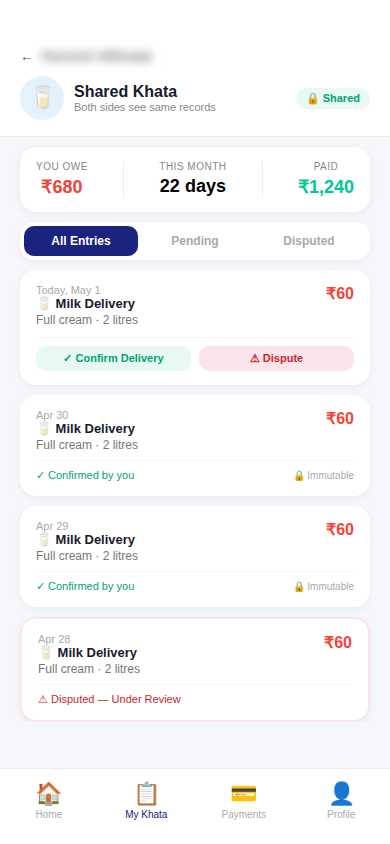 ←
Shared Khata
Both sides see same records
🔒 Shared
YOU OWE
₹680
THIS MONTH
22 days
PAID
₹1,240
All Entries
Pending
Disputed
Today, May 1
🥛 Milk Delivery
Full cream · 2 litres
₹60
✓ Confirm Delivery
⚠ Dispute
Apr 30
🥛 Milk Delivery
Full cream · 2 litres
₹60
✓ Confirmed by you
🔒 Immutable
Apr 29
🥛 Milk Delivery
Full cream · 2 litres
₹60
✓ Confirmed by you
🔒 Immutable
Apr 28
🥛 Milk Delivery
Full cream · 2 litres
₹60
⚠ Disputed — Under Review
Home
My Khata
Payments
Profile